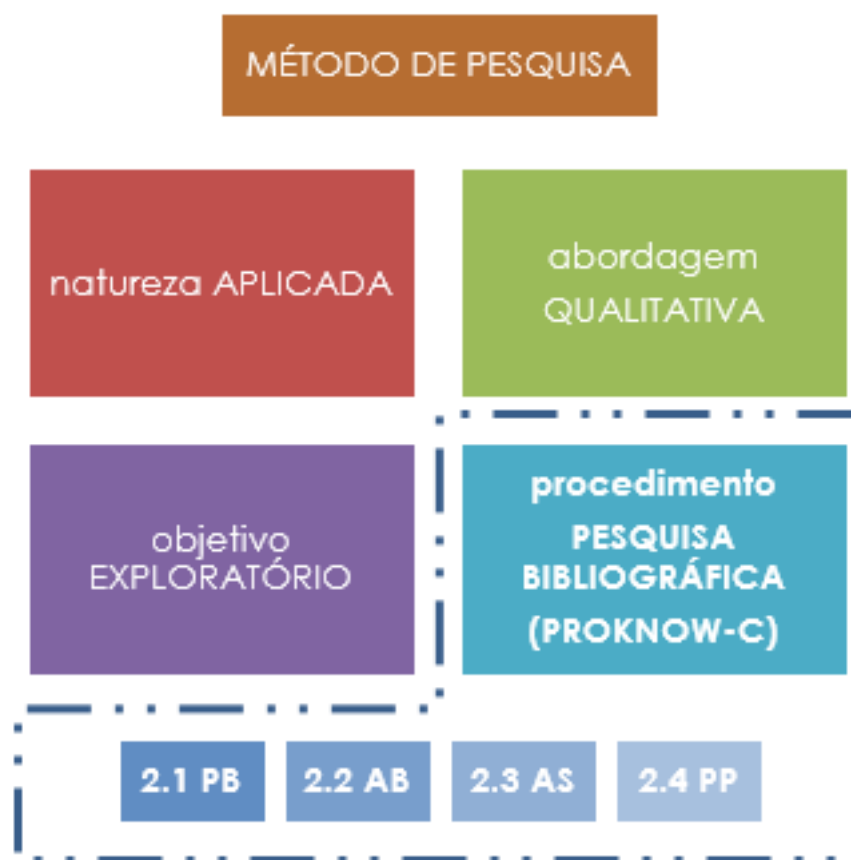 MÉTODO DE PESQUISA
natureza APLICADA
abordagem
QUALITATIVA
objetivo
EXPLORATÓRIO
procedimento
PESQUISA
BIBLIOGRÁFICA
(PROKNOW-C)
2.1 PB
2.2 AB
2.3 AS
2.4 PP